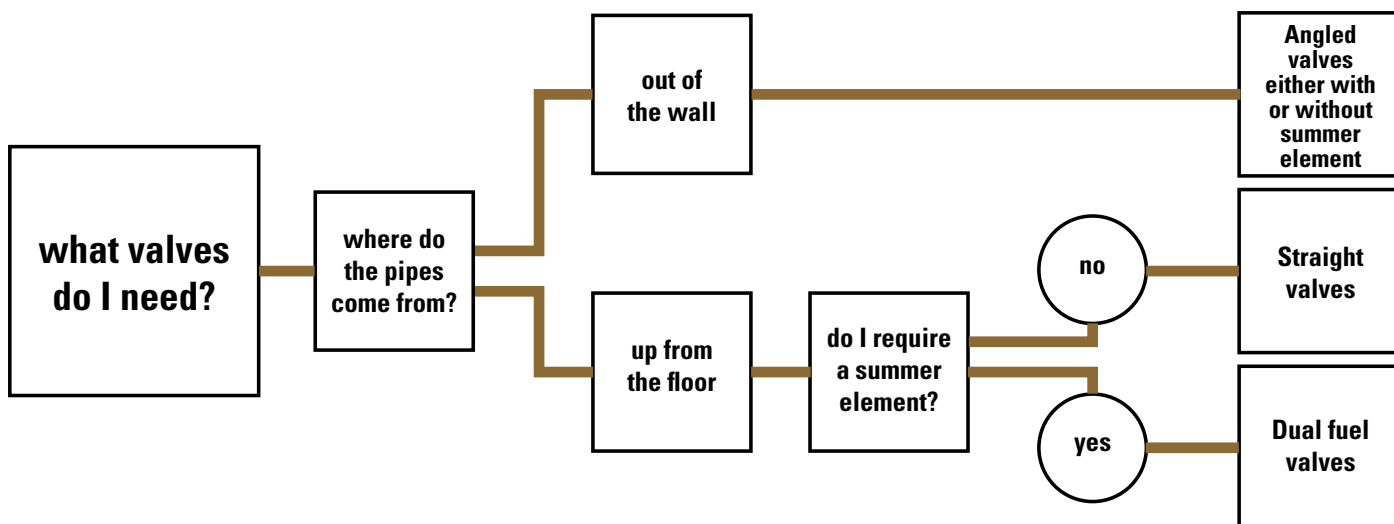 what valves
do I need?
where do
the pipes
come from?
out of
the wall
Angled
valves
either with
or without
summer
element
up from
the floor
do I require
a summer
element?
no
Straight
valves
yes
Dual fuel
valves